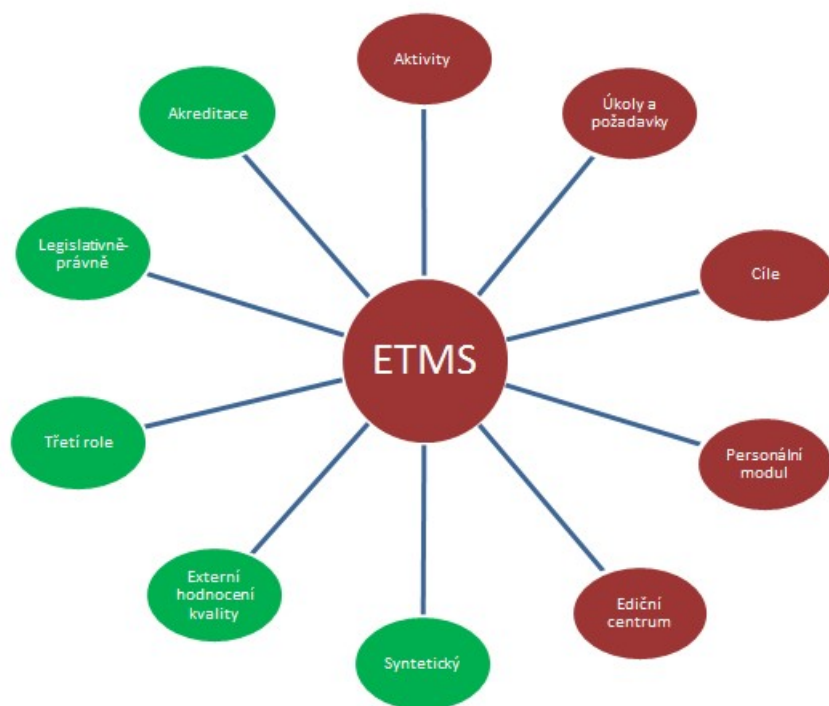 Aktivity
Úkoly a
požadavky
Cíle
Personální
modul
Ediční
centrum
Syntetický
Externí
hodnocení
kvality
Třetí role
Legislativně-
právně
Akreditace
ETMS